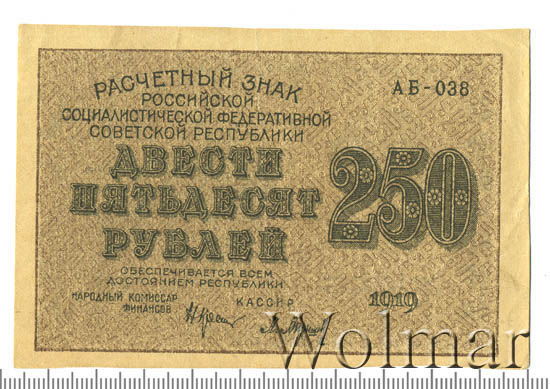 РАСЧЕТНЫЙ ЗНАК
РОССИЙСКОЙ
СОЦИАЛИСТИЧЕСКОЙ ФЕДЕРАТИВНОЙ
СОВЕТСКОЙ РЕСПУБЛИКИ
АБ-038
ДВЕСТИ
ПЯТЬДЕСЯТ
РУБЛЕЙ
250
ОБЕСПЕЧИВАЕТСЯ ВСЕМ
ДОСТОЯНИЕМ РЕСПУБЛИКИ
НАРОДНЫЙ КОМИССАР
ФИНАНСОВ
КАССИР
1919
Wolmar